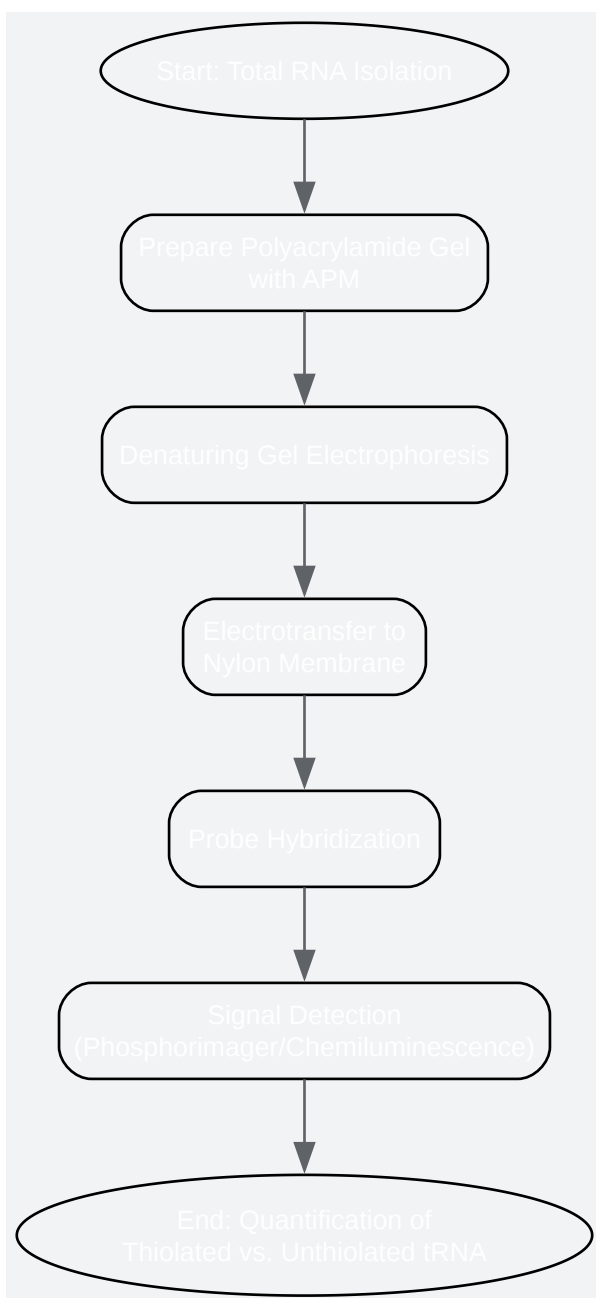 Start: Total RNA Isolation
Prepare Polyacrylamide Gel
with APM
Denaturing Gel Electrophoresis
Electrotransfer to
Nylon Membrane
Probe Hybridization
Signal Detection
(Phosphorimager/Chemiluminescence)
End: Quantification of
Thiolated vs. Unthiolated tRNA